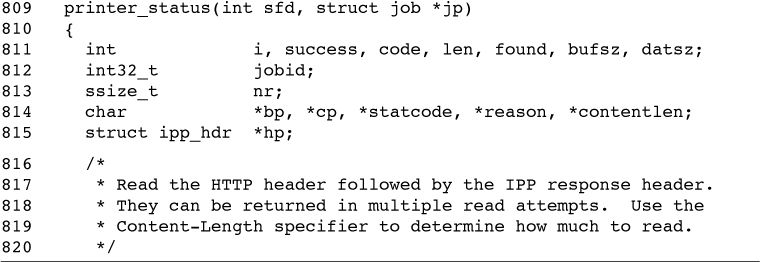 809 printer_status(int sfd, struct job *jp)
810 {
811 int i, success, code, len, found, bufsz, datsz;
812 int32_t jobid;
813 ssize_t nr;
814 char *bp, *cp, *statcode, *reason, *contentlen;
815 struct ipp_hdr *hp;
816 /*
817 * Read the HTTP header followed by the IPP response header.
818 * They can be returned in multiple read attempts. Use the
819 * Content-Length specifier to determine how much to read.
820 */